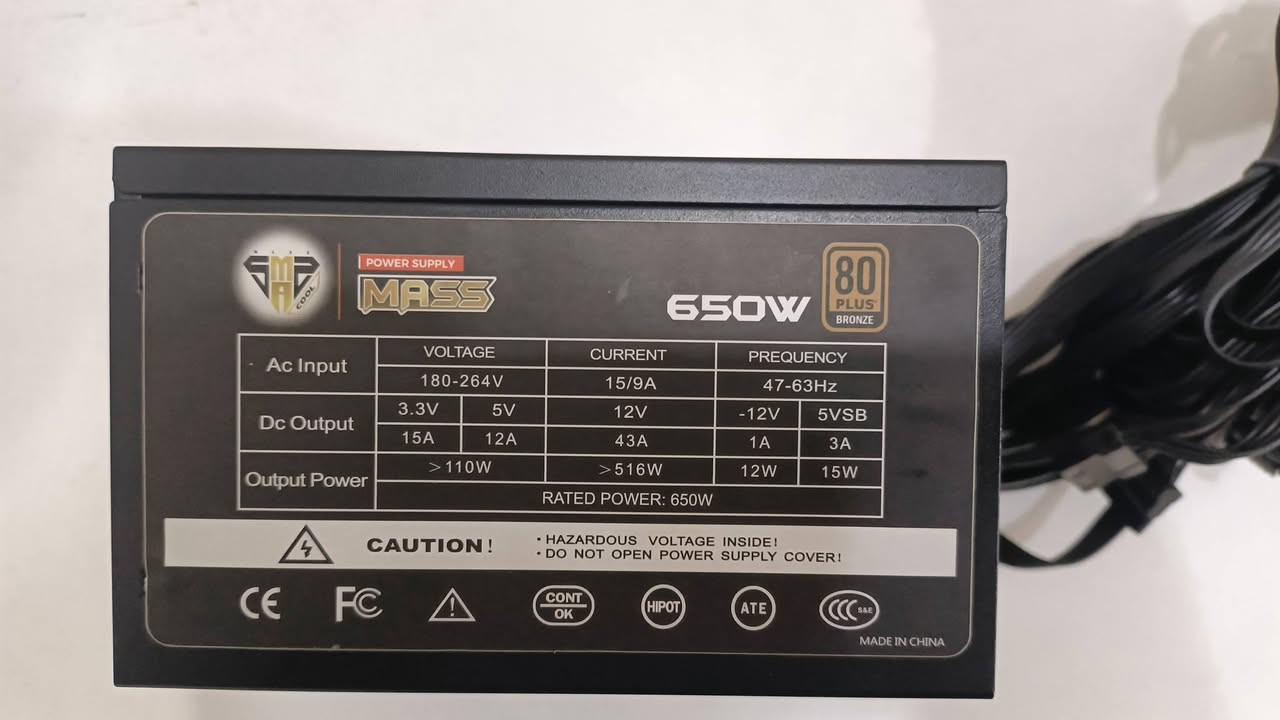 COOL
POWER SUPPLY
MASS
650W
80
PLUS
BRONZE
Ac Input VOLTAGE CURRENT PREQUENCY
180-264V 15/9A 47-63Hz
Dc Output 3.3V 5V 12V -12V 5VSB
15A 12A 43A 1A 3A
Output Power >110W >516W 12W 15W
RATED POWER: 650W
CAUTION!
• HAZARDOUS VOLTAGE INSIDE!
• DO NOT OPEN POWER SUPPLY COVER!
CE FC CONT OK HIPOT ATE CCC S&E
MADE IN CHINA